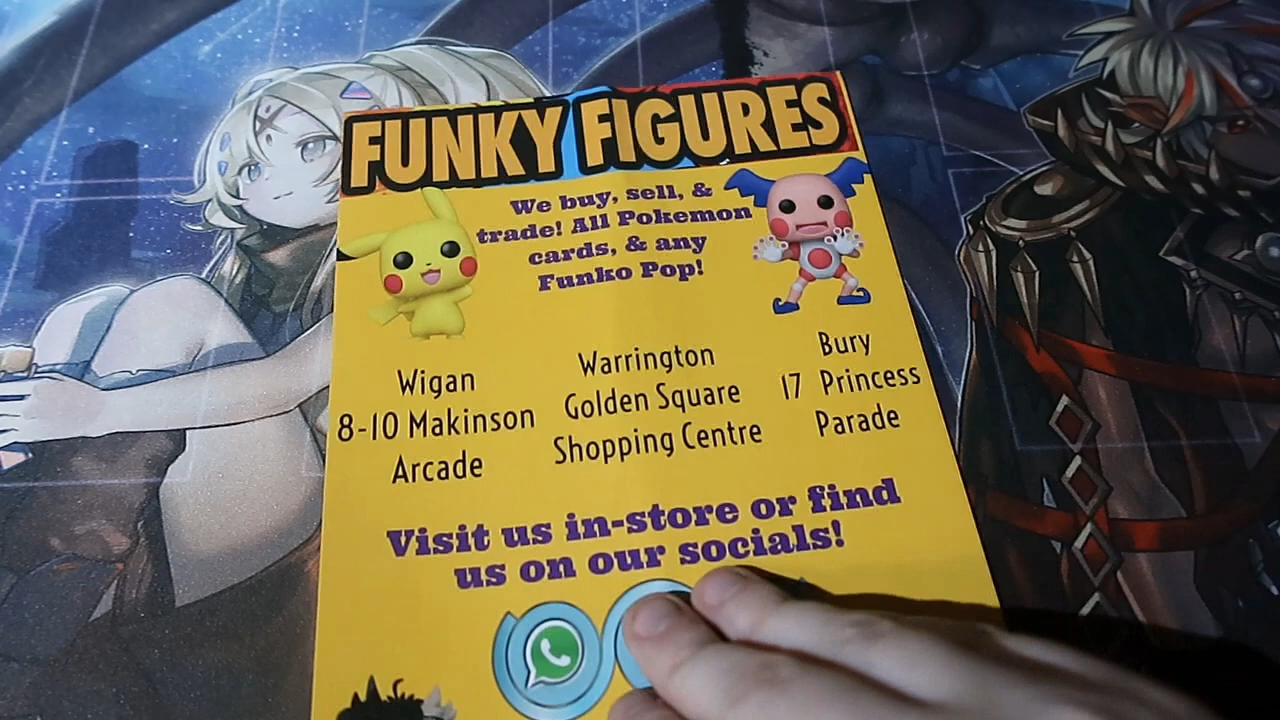 FUNKY FIGURES
We buy, sell, &
trade! All Pokemon
cards, & any
Funko Pop!
Wigan
8-10 Makinson
Arcade
Warrington
Golden Square
Shopping Centre
Bury
17 Princess
Parade
Visit us in-store or find
us on our socials!